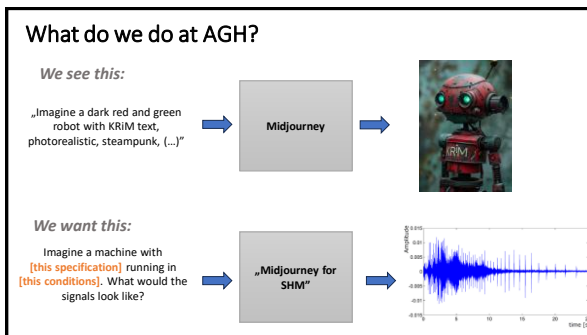 What do we do at AGH?
We see this:
„Imagine a dark red and green
robot with KRiM text,
photorealistic, steampunk, (...)”
Midjourney
KRiM
We want this:
Imagine a machine with
[this specification] running in
[this conditions]. What would the
signals look like?
„Midjourney for
SHM”
Amplitude
0.015
0.01
0.005
0
-0.005
-0.01
-0.015
0
5
10
15
20
time [s